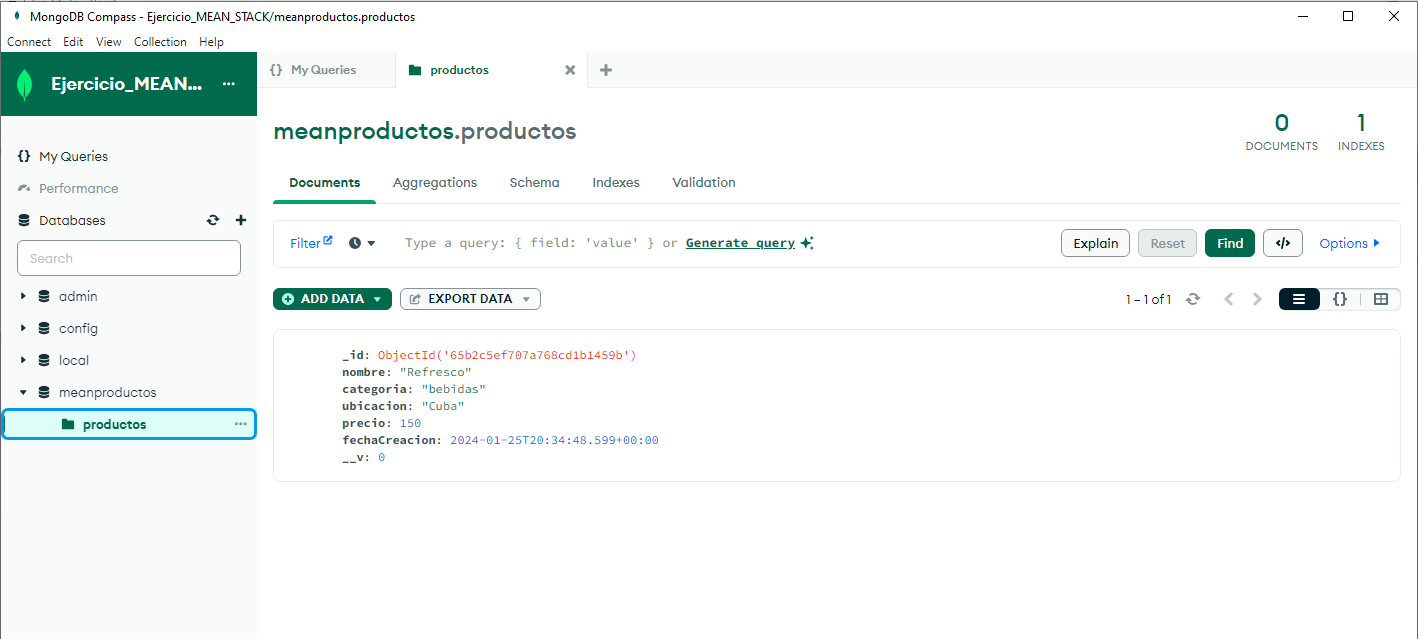 MongoDB Compass - Ejercicio_MEAN_STACK/meanproductos.productos
Connect Edit View Collection Help
Ejercicio_MEAN... ...
{} My Queries
productos
My Queries
Performance
Databases
Search
admin
config
local
meanproductos
productos ...
meanproductos.productos
0 DOCUMENTS
1 INDEXES
Documents Aggregations Schema Indexes Validation
Filter Type a query: { field: 'value' } or Generate query Explain Reset Find </> Options
ADD DATA EXPORT DATA 1 – 1 of 1 {}
_id: ObjectId('65b2c5ef707a768cd1b1459b')
nombre: "Refresco"
categoria: "bebidas"
ubicacion: "Cuba"
precio: 150
fechaCreacion: 2024-01-25T20:34:48.599+00:00
__v: 0